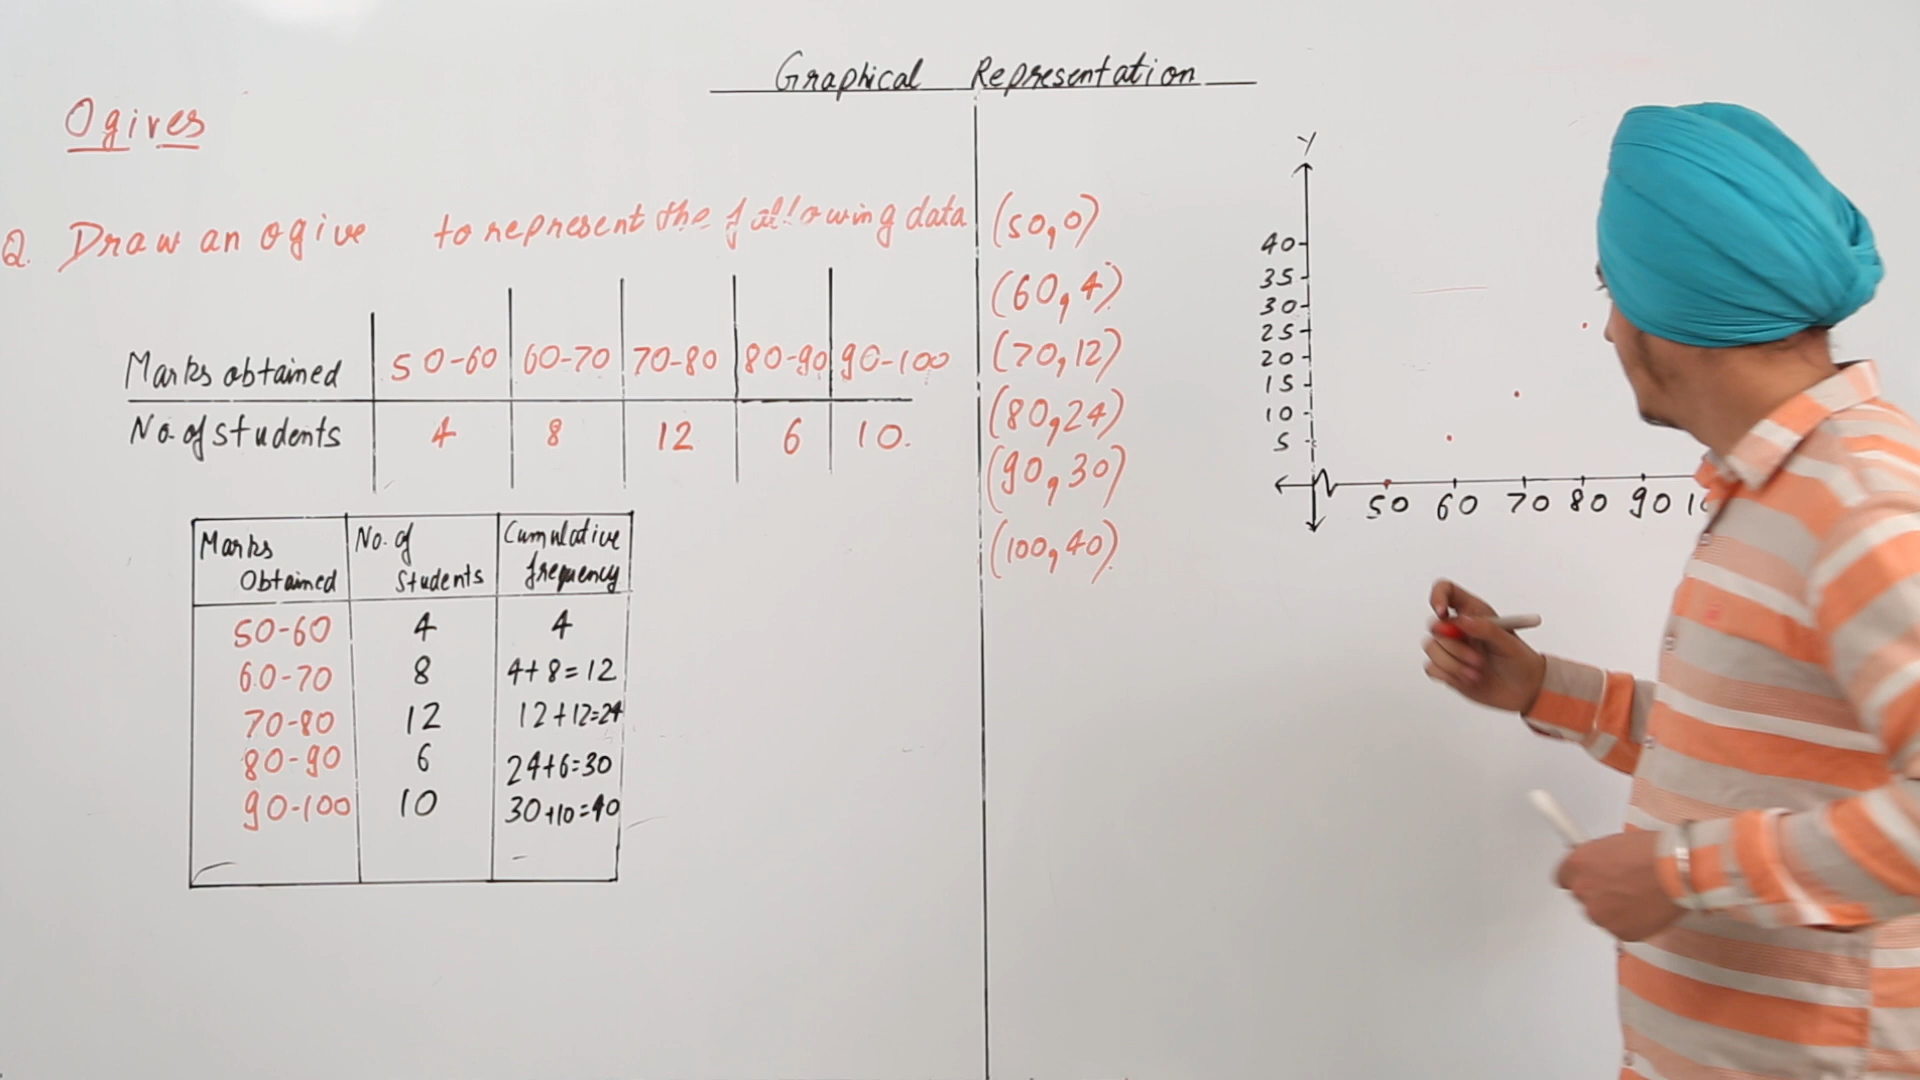 Graphical Representation
Ogives
Q. Draw an ogive to represent the following data
Marks obtained 50-60 60-70 70-80 80-90 90-100
No. of students 4 8 12 6 10.
Marks Obtained No. of Students Cumulative frequency
50-60 4 4
60-70 8 4+8=12
70-80 12 12+12=24
80-90 6 24+6=30
90-100 10 30+10=40
(50,0)
(60,4)
(70,12)
(80,24)
(90,30)
(100,40)
Y
40
35
30
25
20
15
10
5
50 60 70 80 90